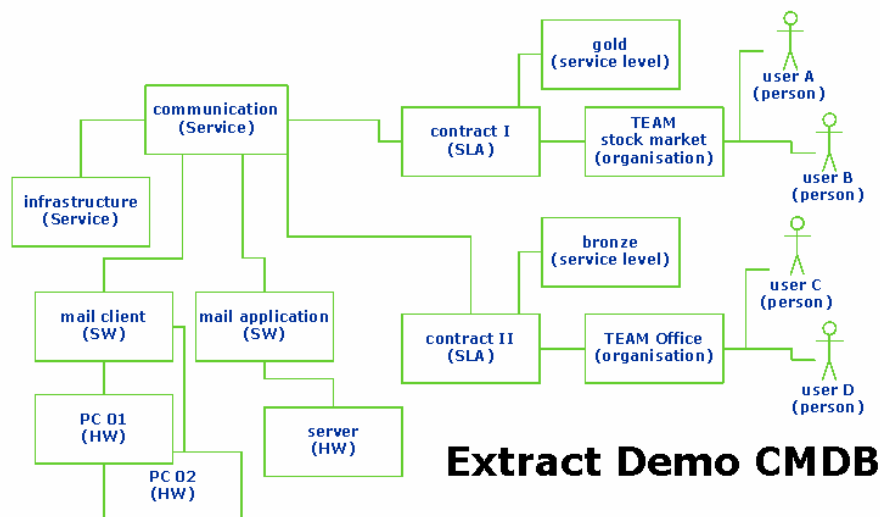 gold
(service level)
user A
(person)
communication
(Service)
contract I
(SLA)
TEAM
stock market
(organisation)
user B
(person)
infrastructure
(Service)
bronze
(service level)
user C
(person)
mail client
(SW)
mail application
(SW)
contract II
(SLA)
TEAM Office
(organisation)
user D
(person)
PC 01
(HW)
server
(HW)
PC 02
(HW)
Extract Demo CMDB